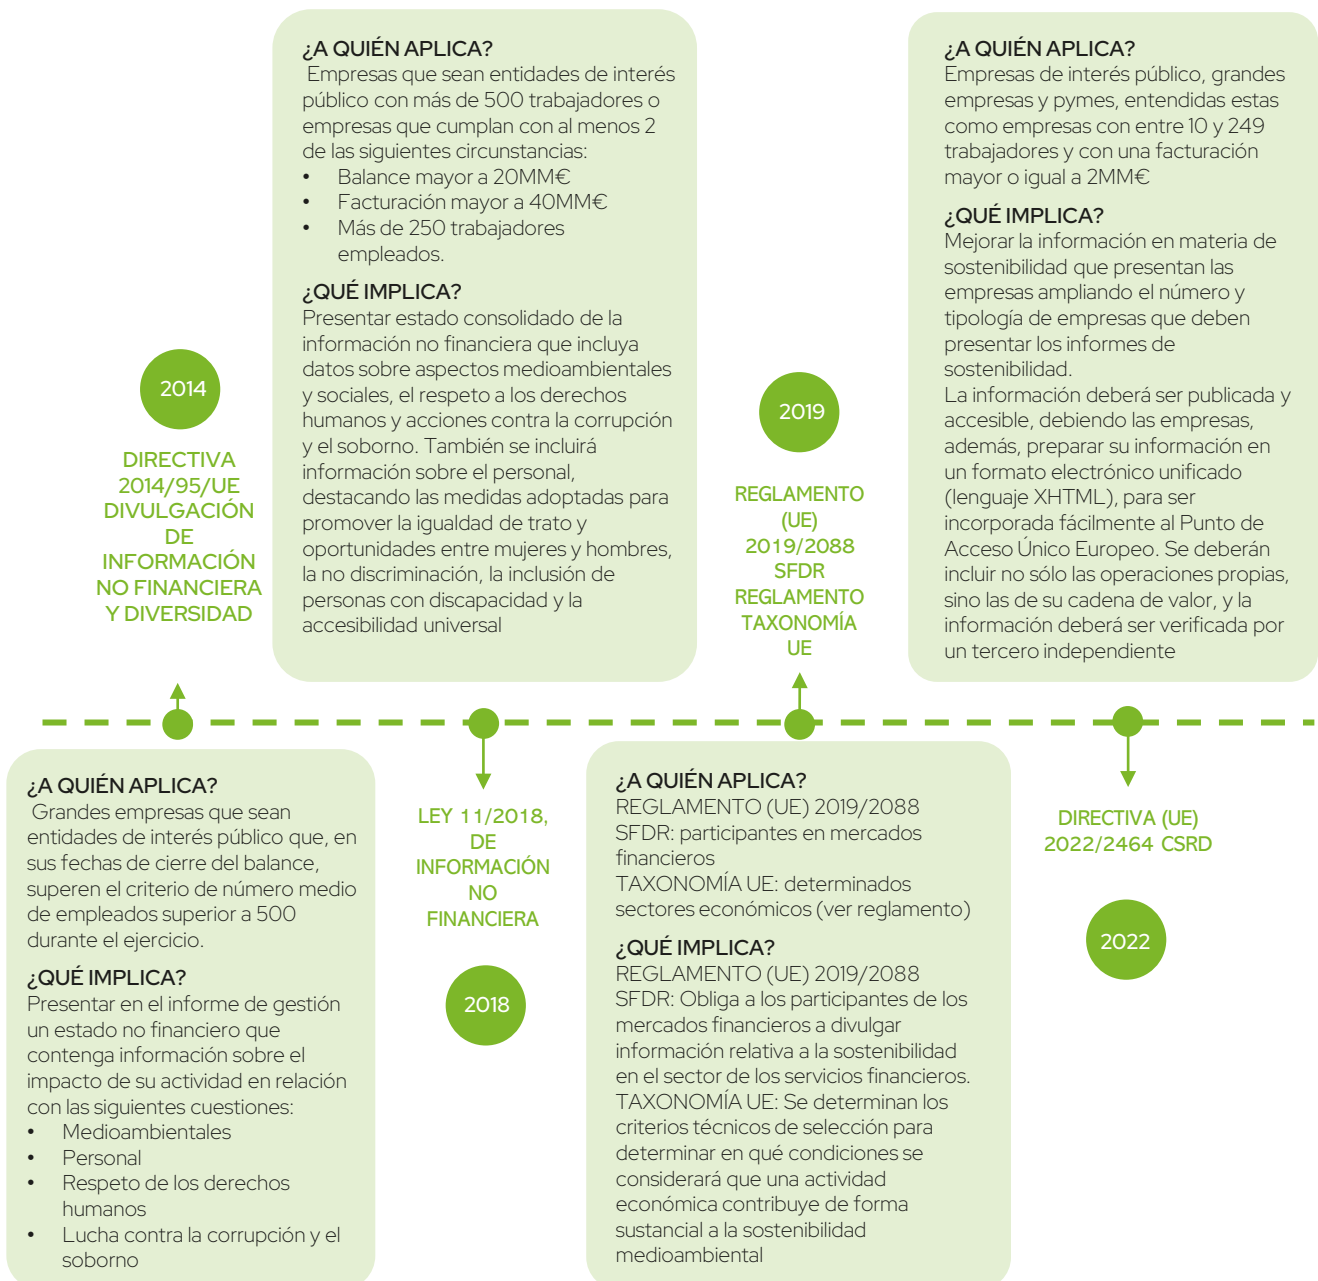 2014
DIRECTIVA
2014/95/UE
DIVULGACIÓN
DE
INFORMACIÓN
NO FINANCIERA
Y DIVERSIDAD
¿A QUIÉN APLICA?
Grandes empresas que sean
entidades de interés público que, en
sus fechas de cierre del balance,
superen el criterio de número medio
de empleados superior a 500
durante el ejercicio.
¿QUÉ IMPLICA?
Presentar en el informe de gestión
un estado no financiero que
contenga información sobre el
impacto de su actividad en relación
con las siguientes cuestiones:
• Medioambientales
• Personal
• Respeto de los derechos
humanos
• Lucha contra la corrupción y el
soborno
¿A QUIÉN APLICA?
Empresas que sean entidades de interés
público con más de 500 trabajadores o
empresas que cumplan con al menos 2
de las siguientes circunstancias:
• Balance mayor a 20MM€
• Facturación mayor a 40MM€
• Más de 250 trabajadores
empleados.
¿QUÉ IMPLICA?
Presentar estado consolidado de la
información no financiera que incluya
datos sobre aspectos medioambientales
y sociales, el respeto a los derechos
humanos y acciones contra la corrupción
y el soborno. También se incluirá
información sobre el personal,
destacando las medidas adoptadas para
promover la igualdad de trato y
oportunidades entre mujeres y hombres,
la no discriminación, la inclusión de
personas con discapacidad y la
accesibilidad universal
LEY 11/2018,
DE
INFORMACIÓN
NO
FINANCIERA
2018
2019
REGLAMENTO
(UE)
2019/2088
SFDR
REGLAMENTO
TAXONOMÍA
UE
¿A QUIÉN APLICA?
REGLAMENTO (UE) 2019/2088
SFDR: participantes en mercados
financieros
TAXONOMÍA UE: determinados
sectores económicos (ver reglamento)
¿QUÉ IMPLICA?
REGLAMENTO (UE) 2019/2088
SFDR: Obliga a los participantes de los
mercados financieros a divulgar
información relativa a la sostenibilidad
en el sector de los servicios financieros.
TAXONOMÍA UE: Se determinan los
criterios técnicos de selección para
determinar en qué condiciones se
considerará que una actividad
económica contribuye de forma
sustancial a la sostenibilidad
medioambiental
¿A QUIÉN APLICA?
Empresas de interés público, grandes
empresas y pymes, entendidas estas
como empresas con entre 10 y 249
trabajadores y con una facturación
mayor o igual a 2MM€
¿QUÉ IMPLICA?
Mejorar la información en materia de
sostenibilidad que presentan las
empresas ampliando el número y
tipología de empresas que deben
presentar los informes de
sostenibilidad.
La información deberá ser publicada y
accesible, debiendo las empresas,
además, preparar su información en
un formato electrónico unificado
(lenguaje XHTML), para ser
incorporada fácilmente al Punto de
Acceso Único Europeo. Se deberán
incluir no sólo las operaciones propias,
sino las de su cadena de valor, y la
información deberá ser verificada por
un tercero independiente
DIRECTIVA (UE)
2022/2464 CSRD
2022